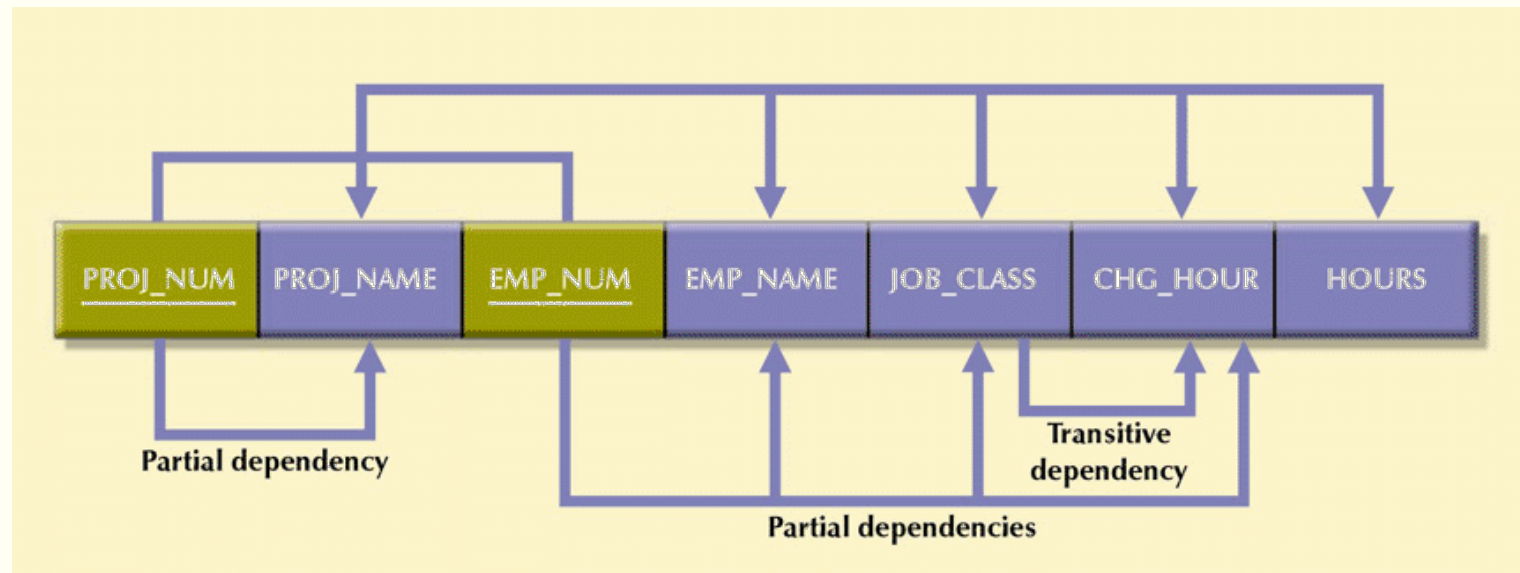 PROJ_NUM PROJ_NAME EMP_NUM EMP_NAME JOB_CLASS CHG_HOUR HOURS
Partial dependency
Transitive
dependency
Partial dependencies